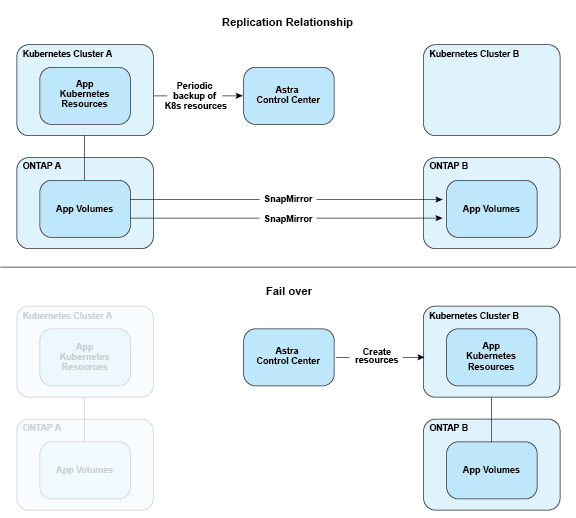 Replication Relationship
Kubernetes Cluster A
App
Kubernetes
Resources
Periodic
backup of
K8s resources
Astra
Control Center
Kubernetes Cluster B
ONTAP A
App Volumes
SnapMirror
SnapMirror
ONTAP B
App Volumes
Fail over
Kubernetes Cluster A
App
Kubernetes
Resources
Astra
Control Center
Create
resources
Kubernetes Cluster B
App
Kubernetes
Resources
ONTAP A
App Volumes
ONTAP B
App Volumes